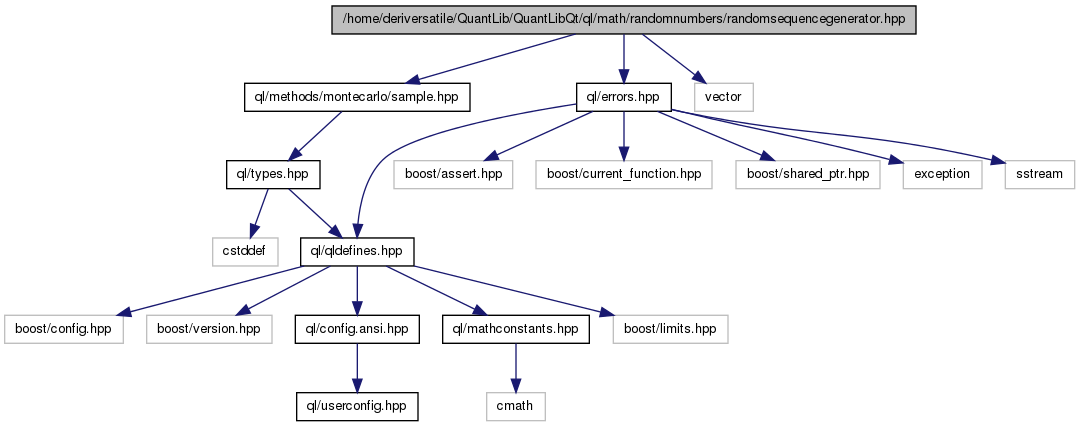 /home/deriversatile/QuantLib/QuantLibQt/ql/math/randomnumbers/randomsequencegenerator.hpp
ql/methods/montecarlo/sample.hpp
ql/errors.hpp
vector
ql/types.hpp
boost/assert.hpp
boost/current_function.hpp
boost/shared_ptr.hpp
exception
sstream
cstddef
ql/qldefines.hpp
boost/config.hpp
boost/version.hpp
ql/config.ansi.hpp
ql/mathconstants.hpp
boost/limits.hpp
ql/userconfig.hpp
cmath